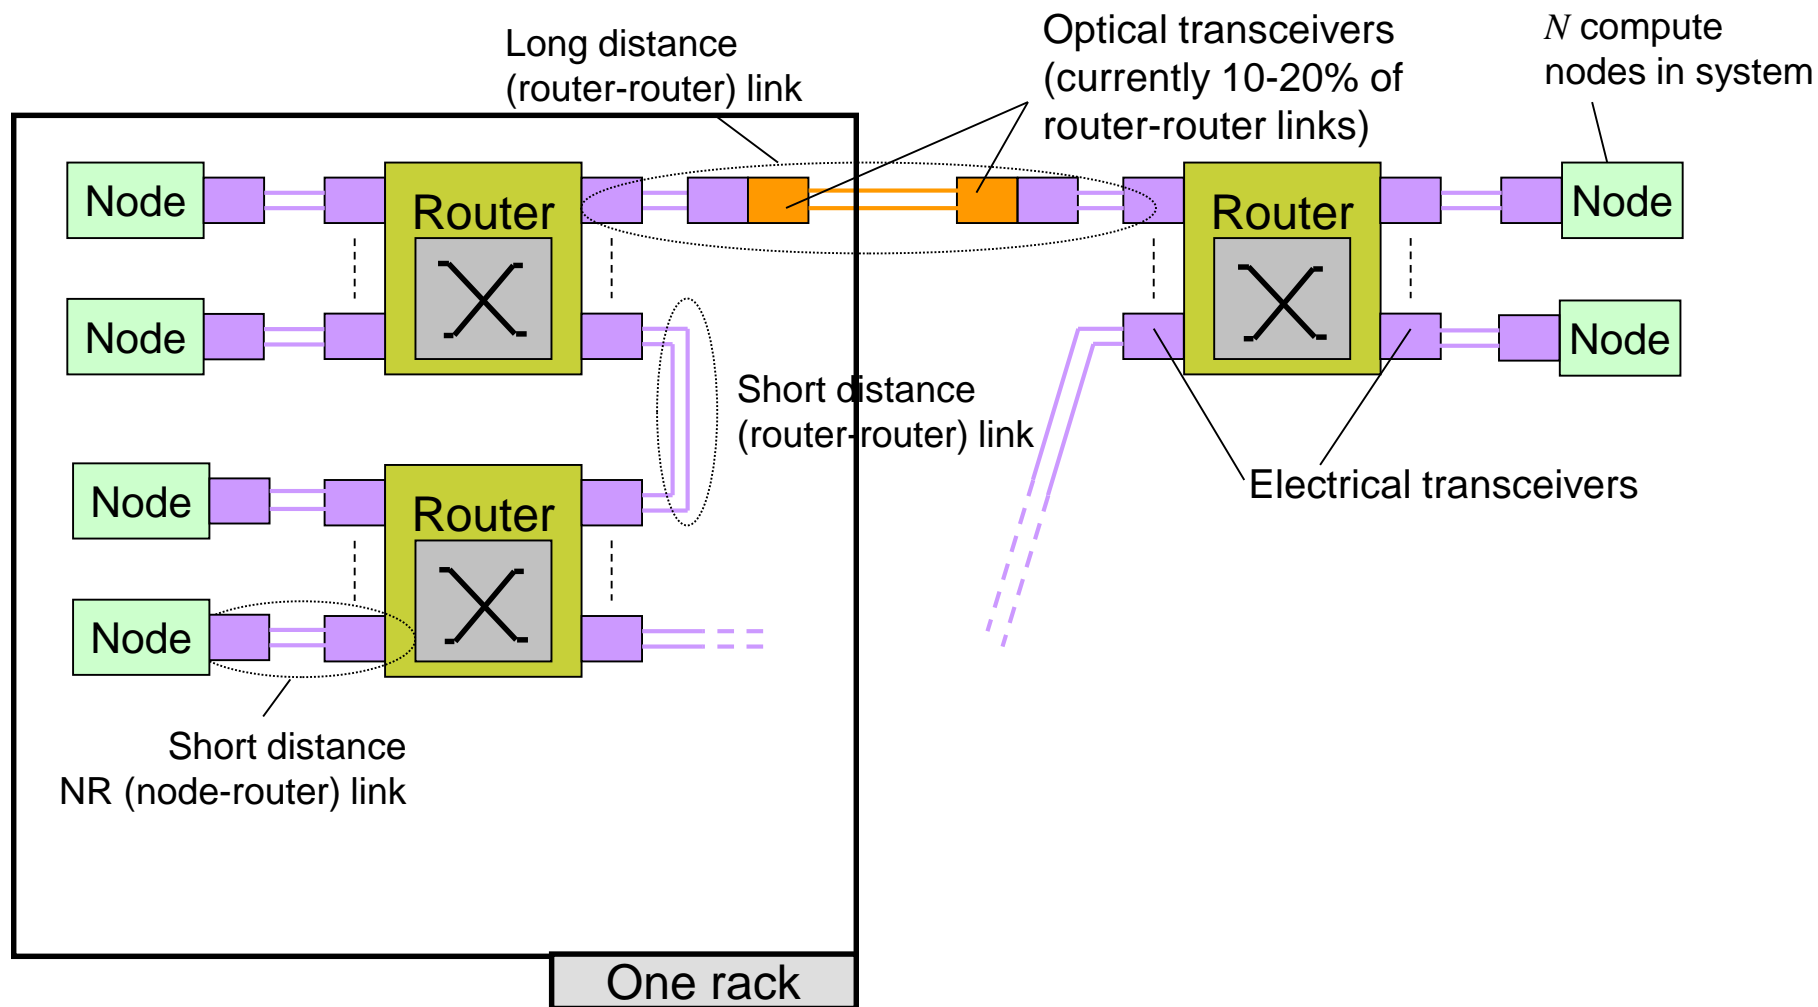 Long distance
(router-router) link
Optical transceivers
(currently 10-20% of
router-router links)
N compute
nodes in system
Node
Router
Router
Node
Node
Node
Short distance
(router-router) link
Node
Router
Electrical transceivers
Node
Short distance
NR (node-router) link
One rack